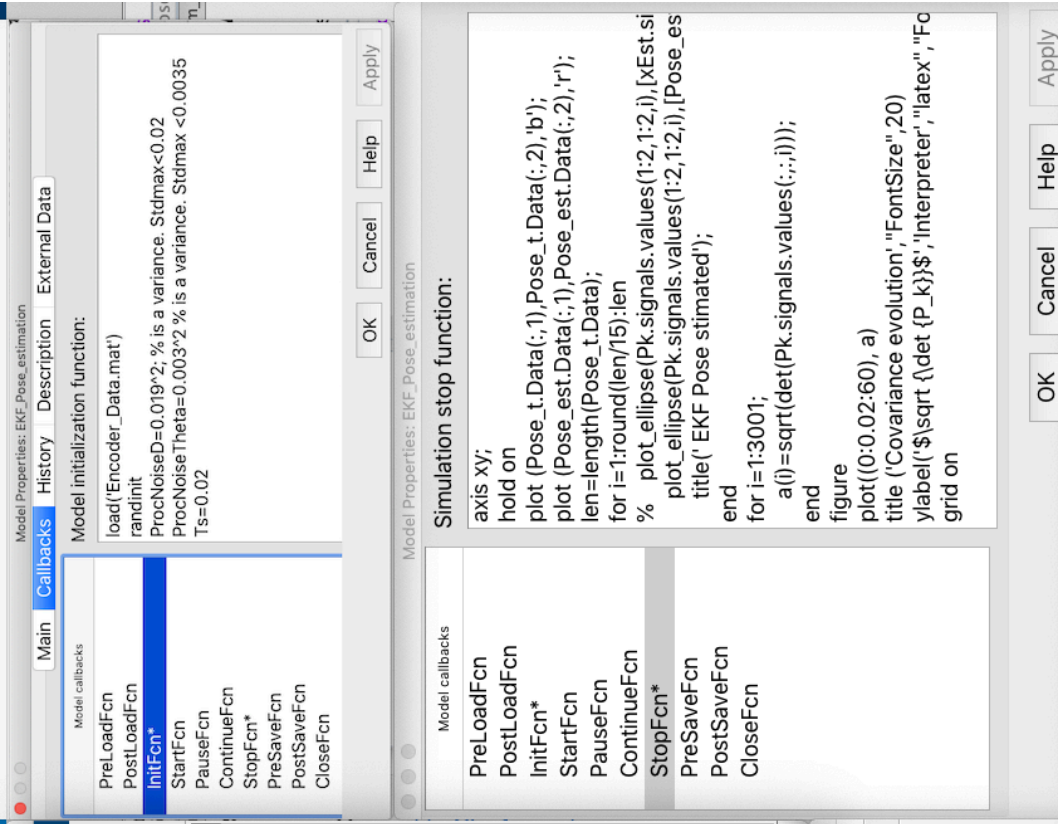 Model Properties: EKF_Pose_estimation
Main Callbacks History Description External Data
Model callbacks
PreLoadFcn
PostLoadFcn
InitFcn*
StartFcn
PauseFcn
ContinueFcn
StopFcn*
PreSaveFcn
PostSaveFcn
CloseFcn
Model initialization function:
load('Encoder_Data.mat')
randinit
ProcNoiseD=0.019^2; % is a variance. Stdmax<0.02
ProcNoiseTheta=0.003^2 % is a variance. Stdmax <0.0035
Ts=0.02
OK Cancel Help Apply
Model Properties: EKF_Pose_estimation
Model callbacks
PreLoadFcn
PostLoadFcn
InitFcn*
StartFcn
PauseFcn
ContinueFcn
StopFcn*
PreSaveFcn
PostSaveFcn
CloseFcn
Simulation stop function:
axis xy;
hold on
plot (Pose_t.Data(:,1),Pose_t.Data(:,2),'b');
plot (Pose_est.Data(:,1),Pose_est.Data(:,2),'r');
len=length(Pose_t.Data);
for i=1:round(len/15):len
% plot_ellipse(Pk.signals.values(1:2,1:2,i),[xEst.si
plot_ellipse(Pk.signals.values(1:2,1:2,i),[Pose_es
title(' EKF Pose stimated');
end
for i=1:3001;
a(i)=sqrt(det(Pk.signals.values(:,:,i)));
end
figure
plot((0:0.02:60), a)
title ('Covariance evolution',"FontSize",20)
ylabel('$\sqrt {\det {P_k}}$','Interpreter',"latex","Fo
grid on
OK Cancel Help Apply